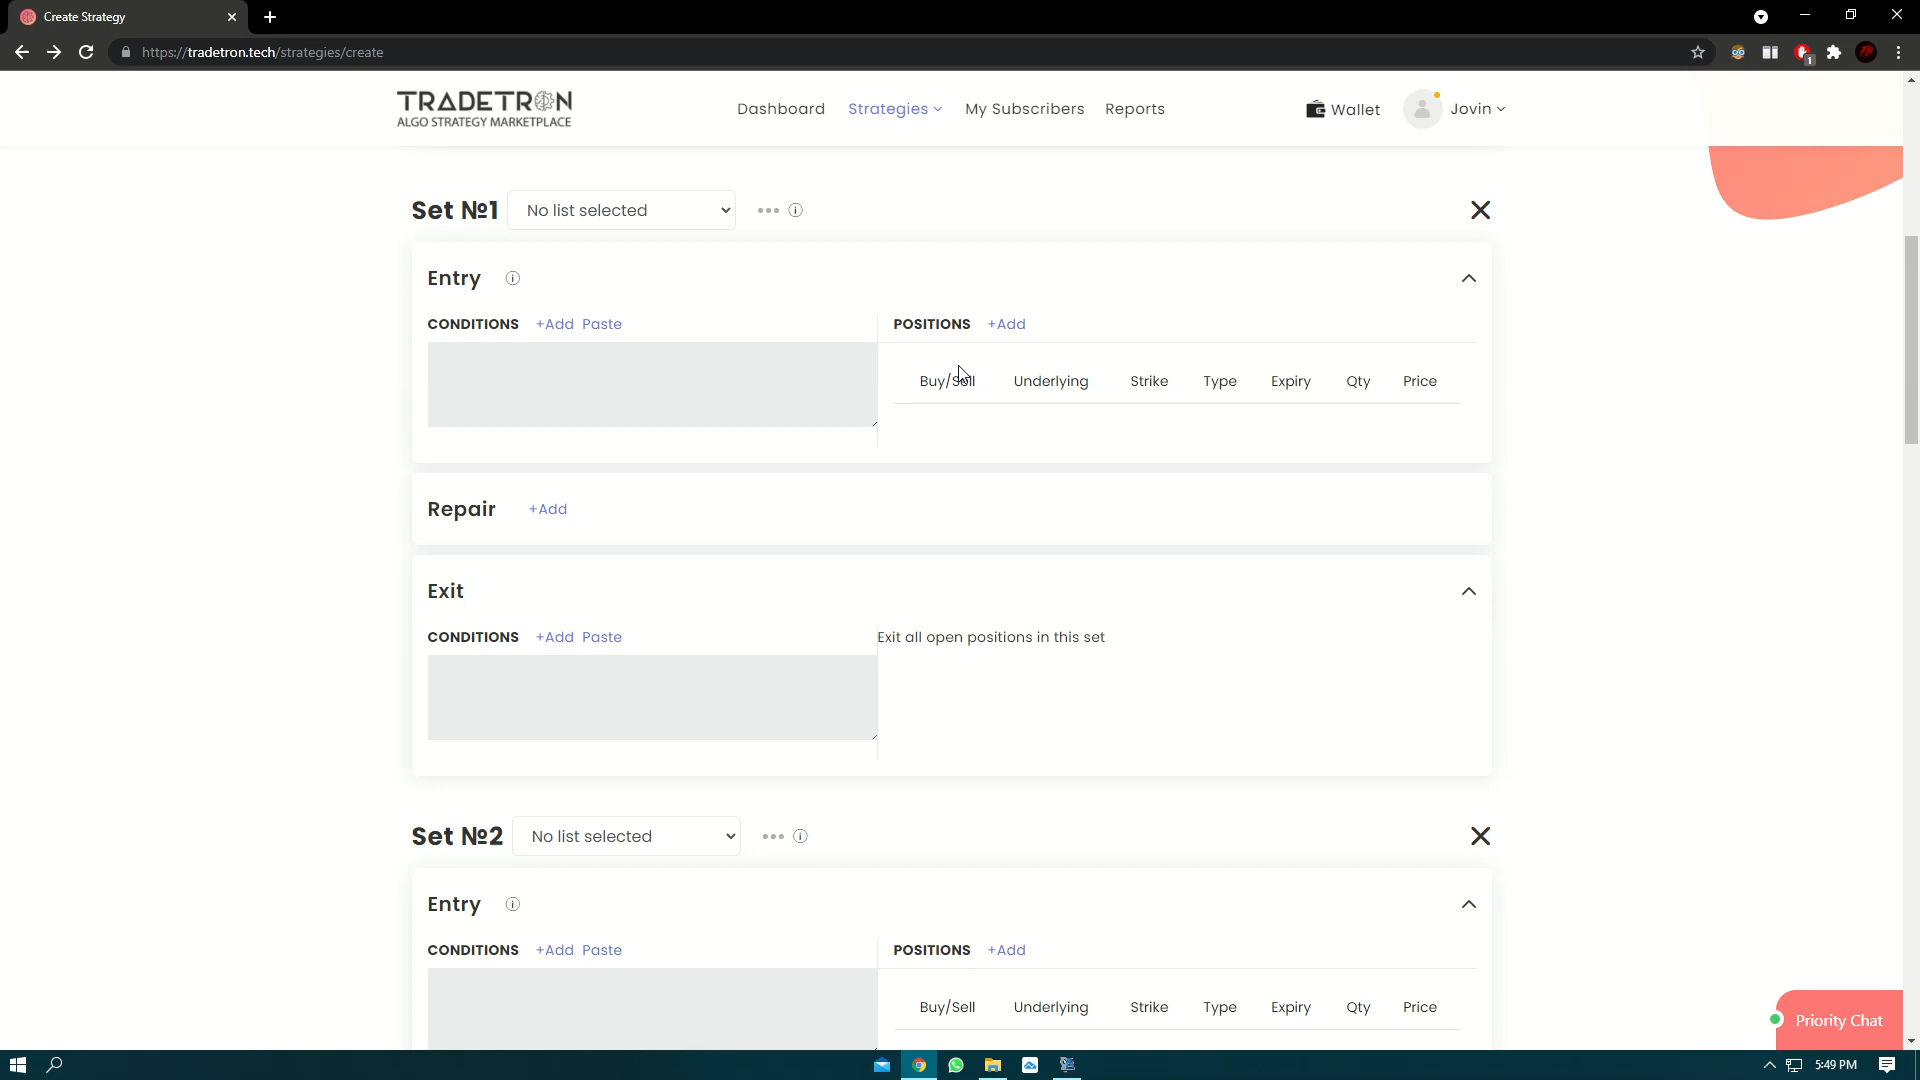 Create Strategy
https://tradetron.tech/strategies/create
1
TRADETRON
ALGO STRATEGY MARKETPLACE
Dashboard Strategies My Subscribers Reports Wallet Jovin
Set №1 No list selected
Entry
CONDITIONS +Add Paste POSITIONS +Add
Buy/Sell Underlying Strike Type Expiry Qty Price
Repair +Add
Exit
CONDITIONS +Add Paste Exit all open positions in this set
Set №2 No list selected
Entry
CONDITIONS +Add Paste POSITIONS +Add
Buy/Sell Underlying Strike Type Expiry Qty Price
Priority Chat
5:49 PM